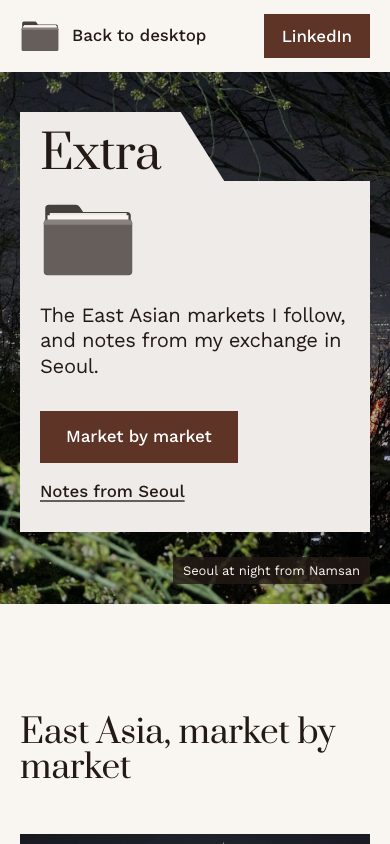 Back to desktop
LinkedIn
Extra
The East Asian markets I follow,
and notes from my exchange in
Seoul.
Market by market
Notes from Seoul
Seoul at night from Namsan
East Asia, market by
market